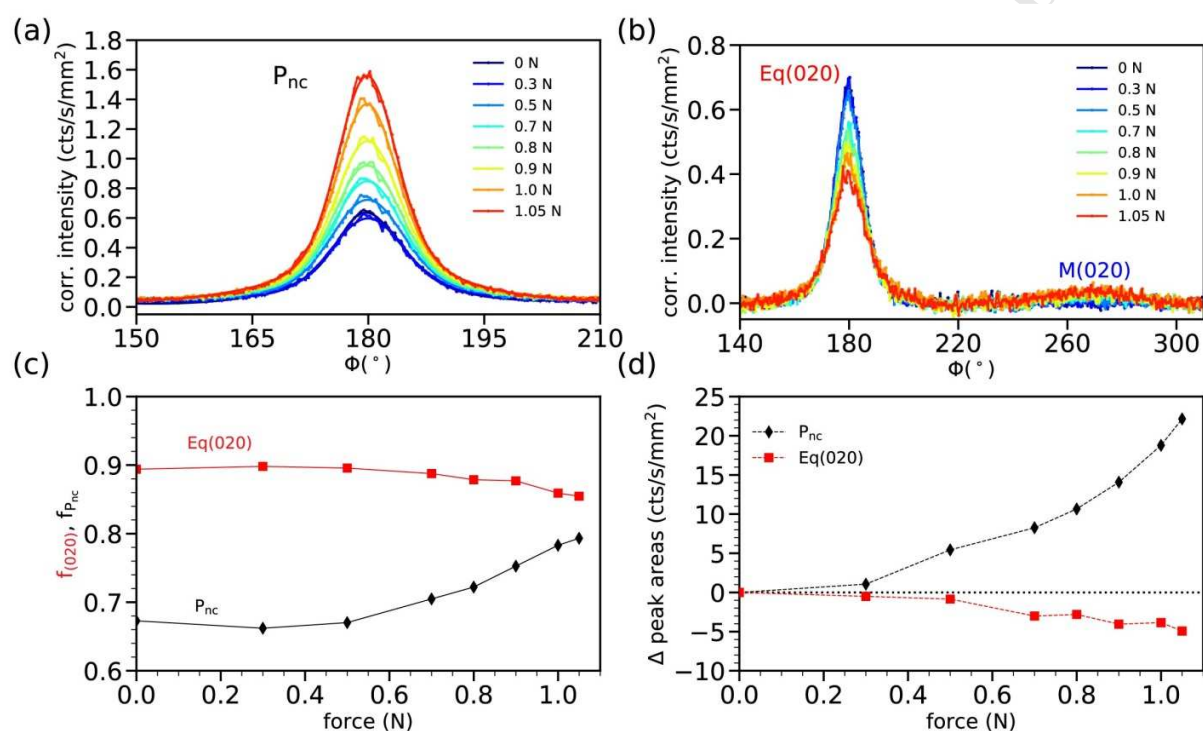 (a)
corr. intensity (cts/s/mm²)
1.8
1.6
1.4
1.2
1.0
0.8
0.6
0.4
0.2
0.0
Pnc
0 N
0.3 N
0.5 N
0.7 N
0.8 N
0.9 N
1.0 N
1.05 N
150 165 180 195 210
Φ(°)
(b)
corr. intensity (cts/s/mm²)
0.8
0.6
0.4
0.2
0.0
Eq(020)
0 N
0.3 N
0.5 N
0.7 N
0.8 N
0.9 N
1.0 N
1.05 N
M(020)
140 180 220 260 300
Φ(°)
(c)
f(020), fPnc
1.0
0.9
0.8
0.7
0.6
Eq(020)
Pnc
0.0 0.2 0.4 0.6 0.8 1.0
force (N)
(d)
Δ peak areas (cts/s/mm²)
25
20
15
10
5
0
−5
−10
Pnc
Eq(020)
0.0 0.2 0.4 0.6 0.8 1.0
force (N)